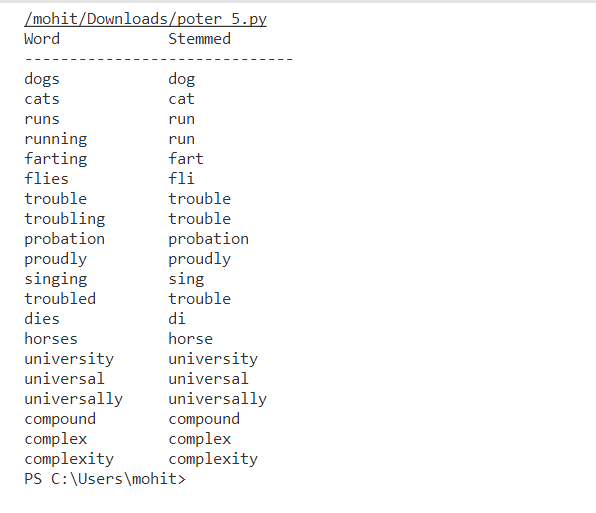 /mohit/Downloads/poter 5.py
Word Stemmed
------------------------------
dogs dog
cats cat
runs run
running run
farting fart
flies fli
trouble trouble
troubling trouble
probation probation
proudly proudly
singing sing
troubled trouble
dies di
horses horse
university university
universal universal
universally universally
compound compound
complex complex
complexity complexity
PS C:\Users\mohit>